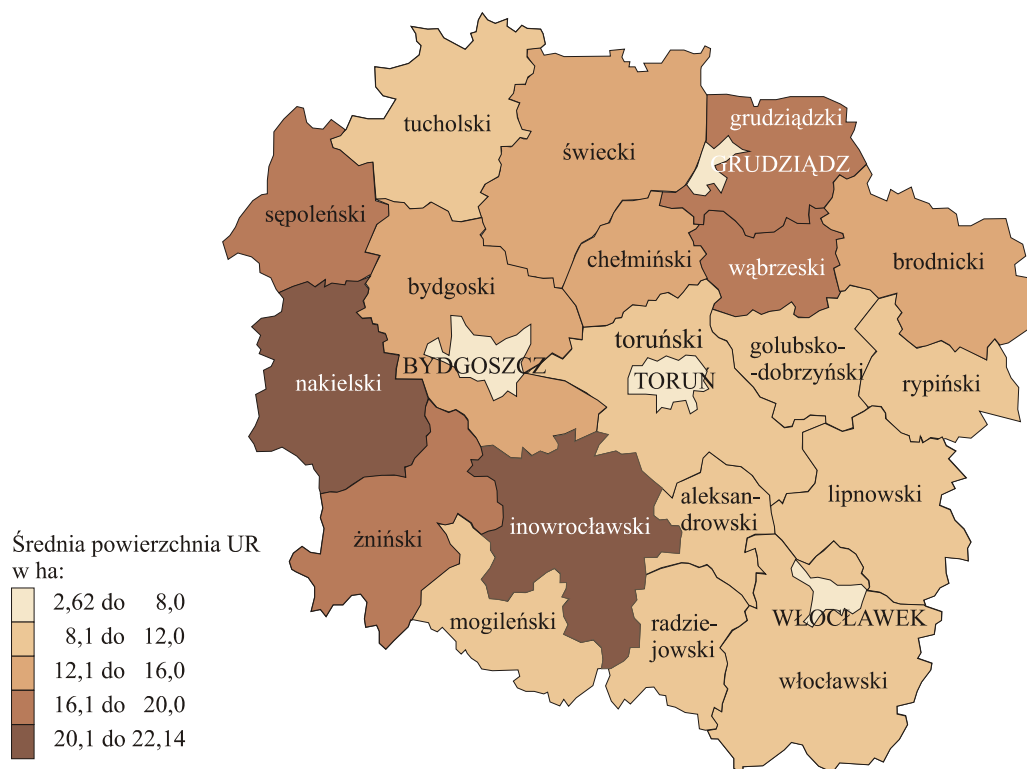 tucholski
świecki
grudziądzki
GRUDZIĄDZ
sępoleński
chełmiński
wąbrzeski
brodnicki
bydgoski
BYDGOSZCZ
toruński
TORUŃ
golubsko-
-dobrzyński
rypiński
nakielski
inowrocławski
aleksan-
drowski
lipnowski
żniński
mogileński
radzie-
jowski
WŁOCŁAWEK
włocławski
Średnia powierzchnia UR
w ha:
2,62 do 8,0
8,1 do 12,0
12,1 do 16,0
16,1 do 20,0
20,1 do 22,14